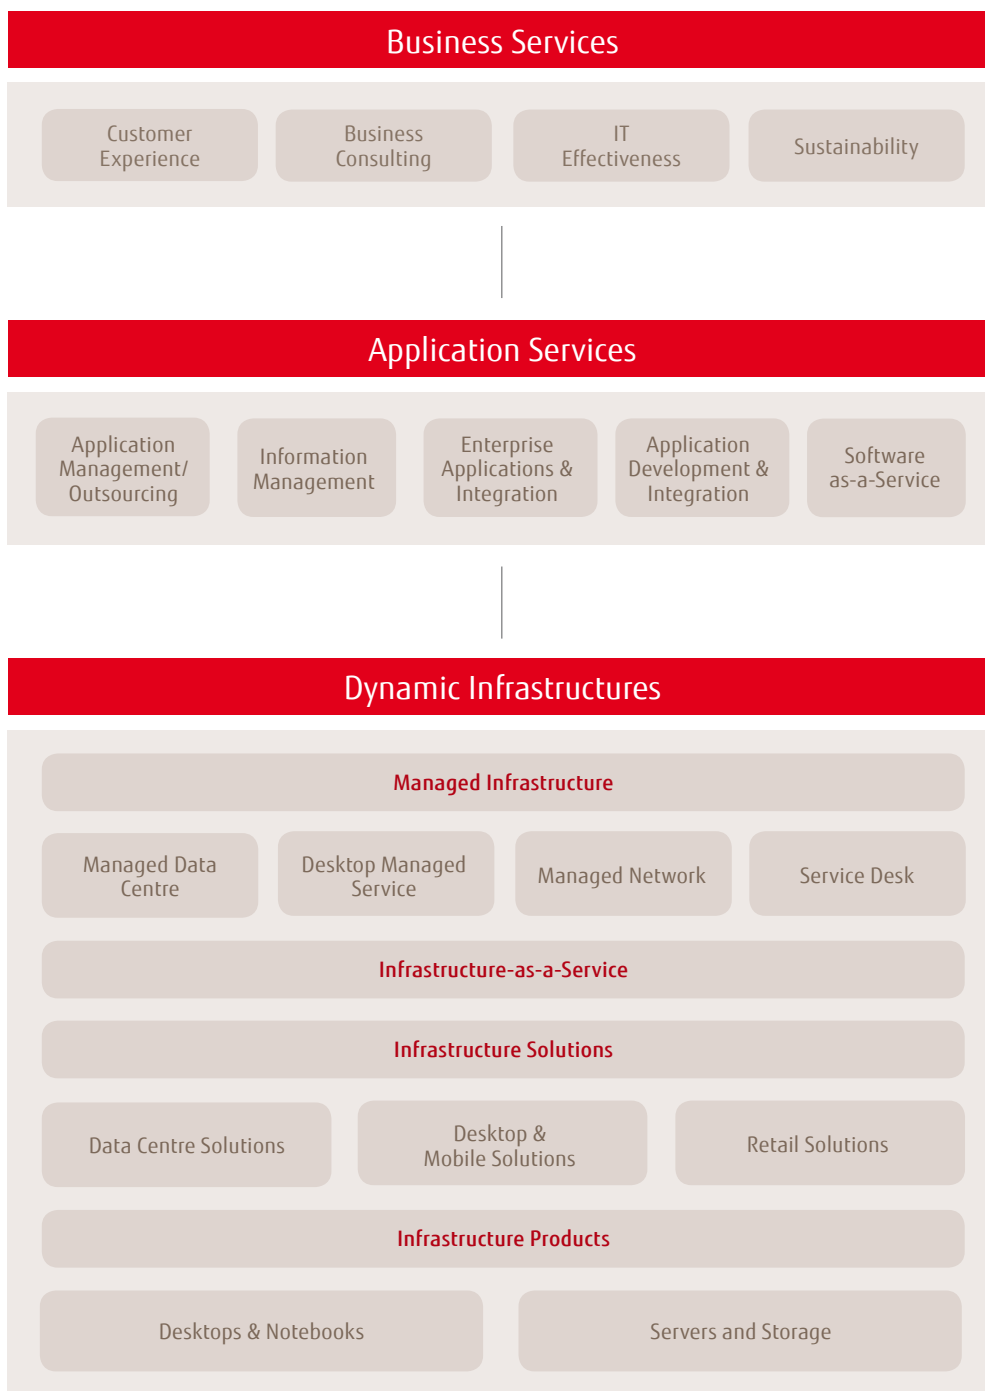 Business Services
Customer
Experience
Business
Consulting
IT
Effectiveness
Sustainability
Application Services
Application
Management/
Outsourcing
Information
Management
Enterprise
Applications &
Integration
Application
Development &
Integration
Software
as-a-Service
Dynamic Infrastructures
Managed Infrastructure
Managed Data
Centre
Desktop Managed
Service
Managed Network
Service Desk
Infrastructure-as-a-Service
Infrastructure Solutions
Data Centre Solutions
Desktop &
Mobile Solutions
Retail Solutions
Infrastructure Products
Desktops & Notebooks
Servers and Storage